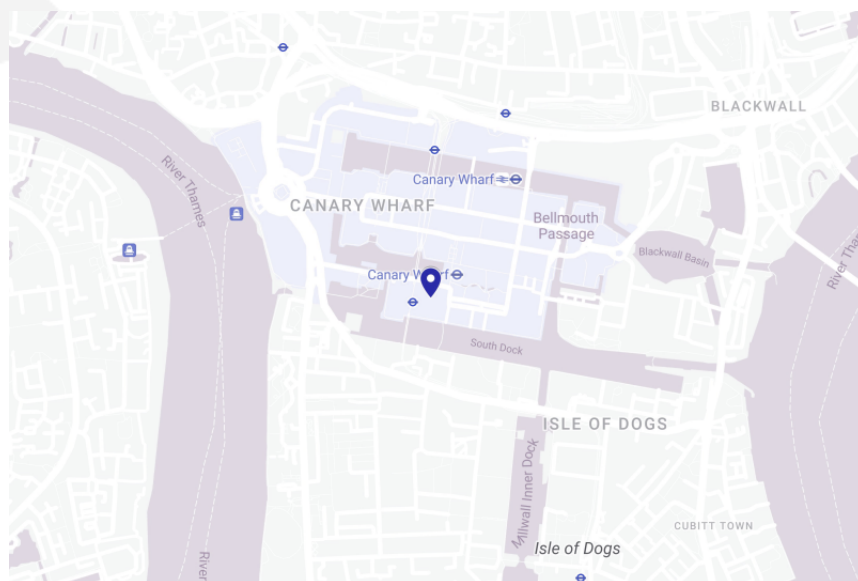 BLACKWALL
River Thames
Canary Wharf
CANARY WHARF
Bellmouth
Passage
Blackwall Basin
River Tha
Canary Wharf
South Dock
ISLE OF DOGS
Millwall Inner Dock
CUBITT TOWN
Isle of Dogs
River